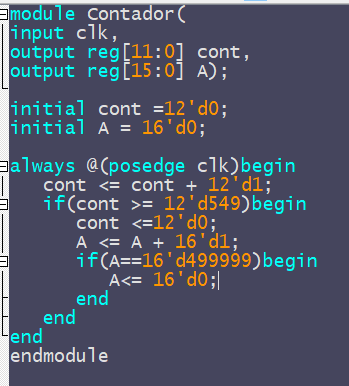 module Contador(
input clk,
output reg[11:0] cont,
output reg[15:0] A);
initial cont =12'd0;
initial A = 16'd0;
always @(posedge clk)begin
cont <= cont + 12'd1;
if(cont >= 12'd549)begin
cont <=12'd0;
A <= A + 16'd1;
if(A==16'd499999)begin
A<= 16'd0;
end
end
end
endmodule